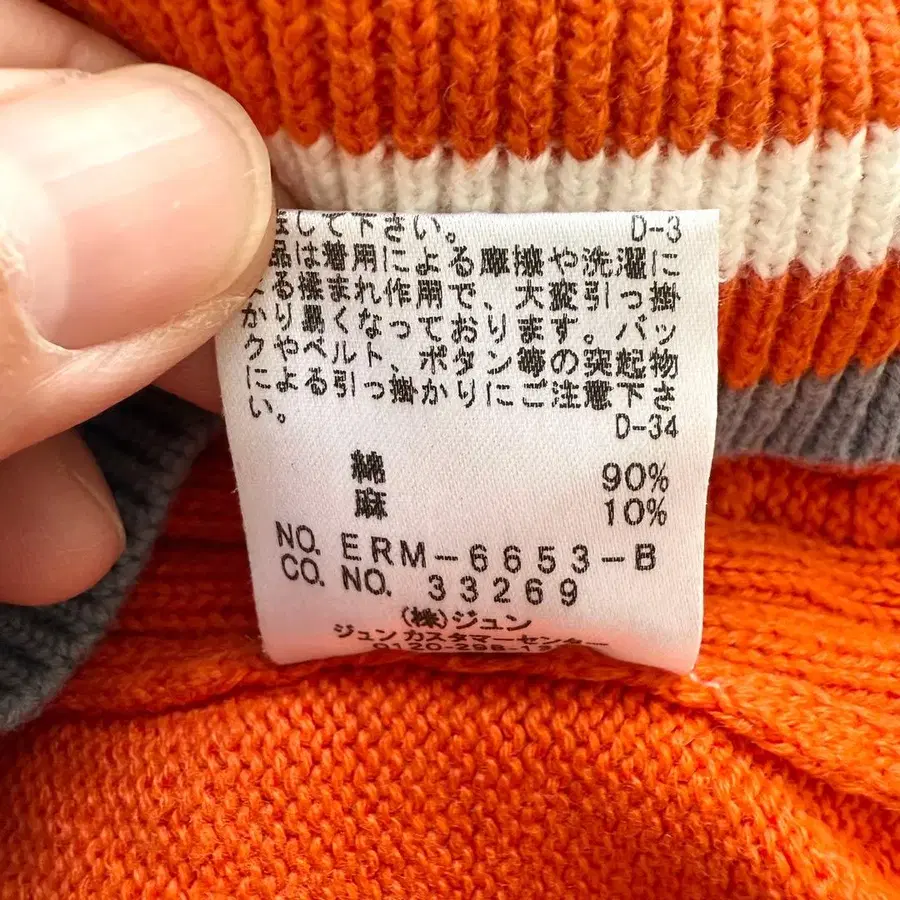 して下さい。 D-3
品は着用による摩擦や洗濯に
る揉まれ作用で、大変引っ掛
かり易くなっております。バッ
クやベルト、ボタン等の突起物
による引っ掛かりにご注意下さ
い。 D-34
綿 90%
麻 10%
NO. ERM-6653-B
CO. NO. 33269
(株)ジュン
ジュン カスタマーセンター
0120-298-13